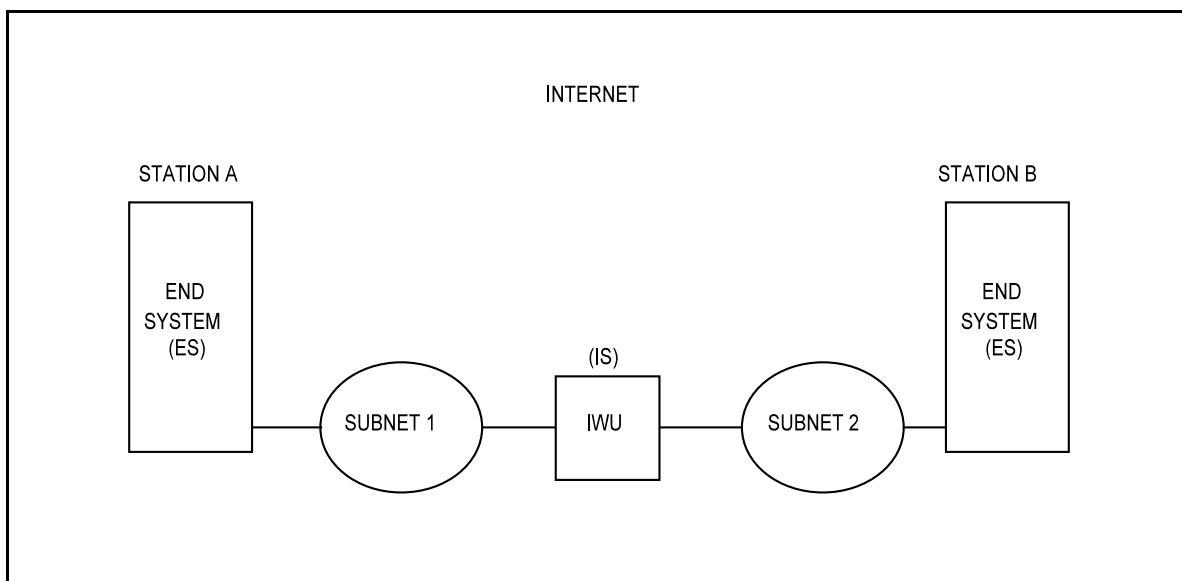 INTERNET
STATION A
STATION B
END
SYSTEM
(ES)
END
SYSTEM
(ES)
(IS)
SUBNET 1
IWU
SUBNET 2